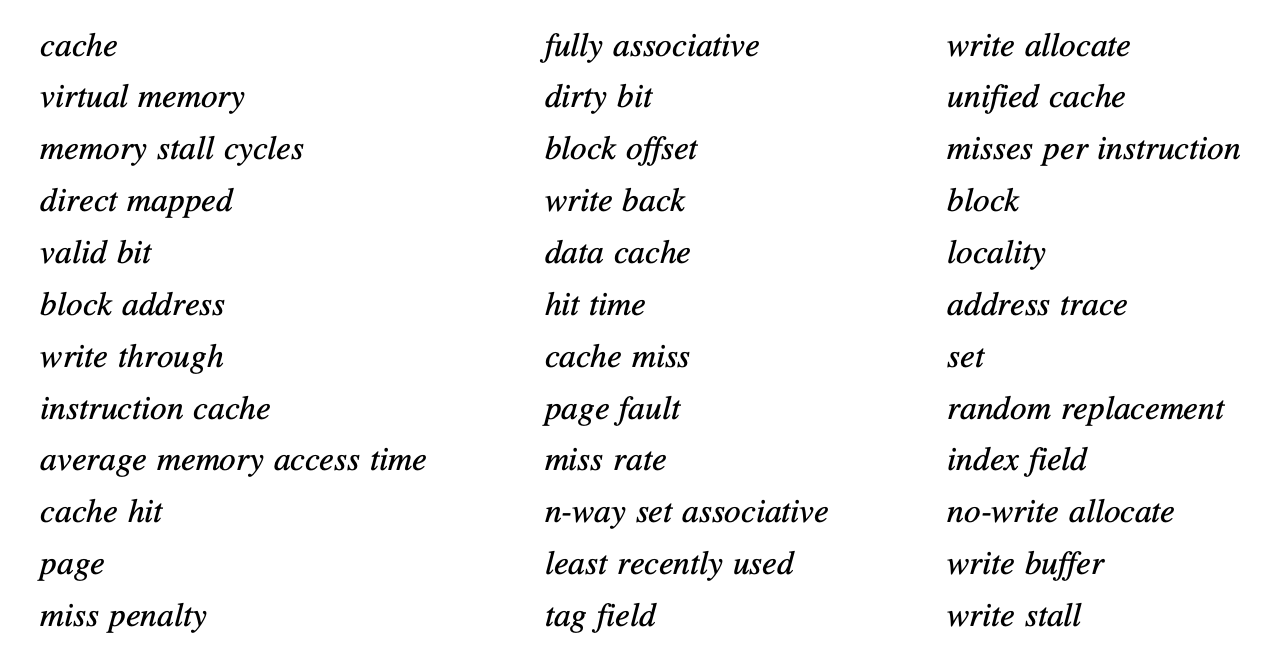 cache
virtual memory
memory stall cycles
direct mapped
valid bit
block address
write through
instruction cache
average memory access time
cache hit
page
miss penalty
fully associative
dirty bit
block offset
write back
data cache
hit time
cache miss
page fault
miss rate
n-way set associative
least recently used
tag field
write allocate
unified cache
misses per instruction
block
locality
address trace
set
random replacement
index field
no-write allocate
write buffer
write stall